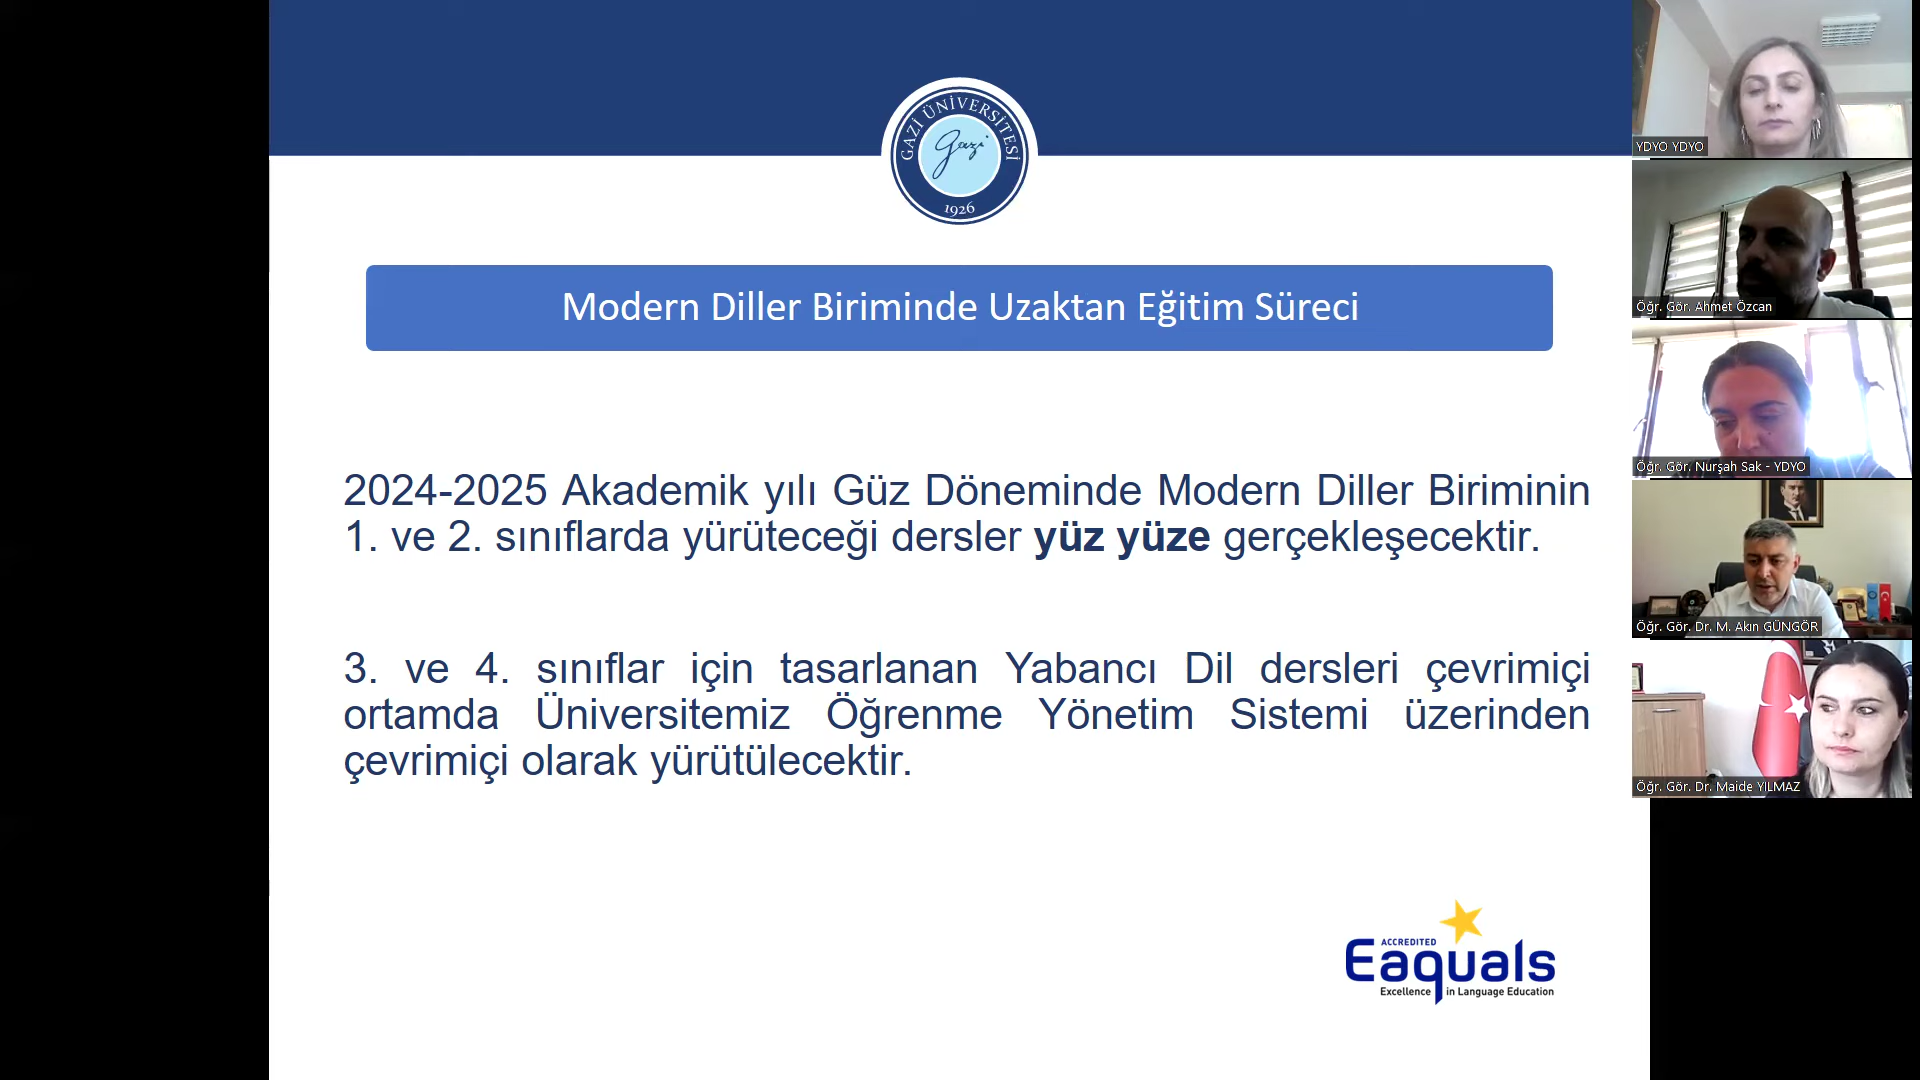 GAZİ ÜNİVERSİTESİ
gazi
1926
Modern Diller Biriminde Uzaktan Eğitim Süreci
2024-2025 Akademik yılı Güz Döneminde Modern Diller Biriminin
1. ve 2. sınıflarda yürüteceği dersler yüz yüze gerçekleşecektir.
3. ve 4. sınıflar için tasarlanan Yabancı Dil dersleri çevrimiçi
ortamda Üniversitemiz Öğrenme Yönetim Sistemi üzerinden
çevrimiçi olarak yürütülecektir.
ACCREDITED
Eaquals
Excellence in Language Education
YDYO YDYO
Öğr. Gör. Ahmet Özcan
Öğr. Gör. Nurşah Sak - YDYO
Öğr. Gör. Dr. M. Akın GÜNGÖR
Öğr. Gör. Dr. Maide YILMAZ